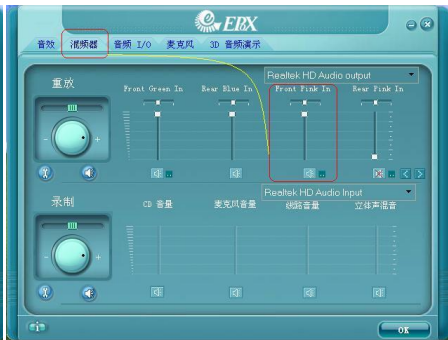 EBX
音效 混频器 音频 I/O 麦克风 3D 音频演示
Realtek HD Audio output
重放
Front Green In Rear Blue In Front Pink In Rear Pink In
Realtek HD Audio Input
录制
CD 音量 麦克风音量 线路音量 立体声混音
OK